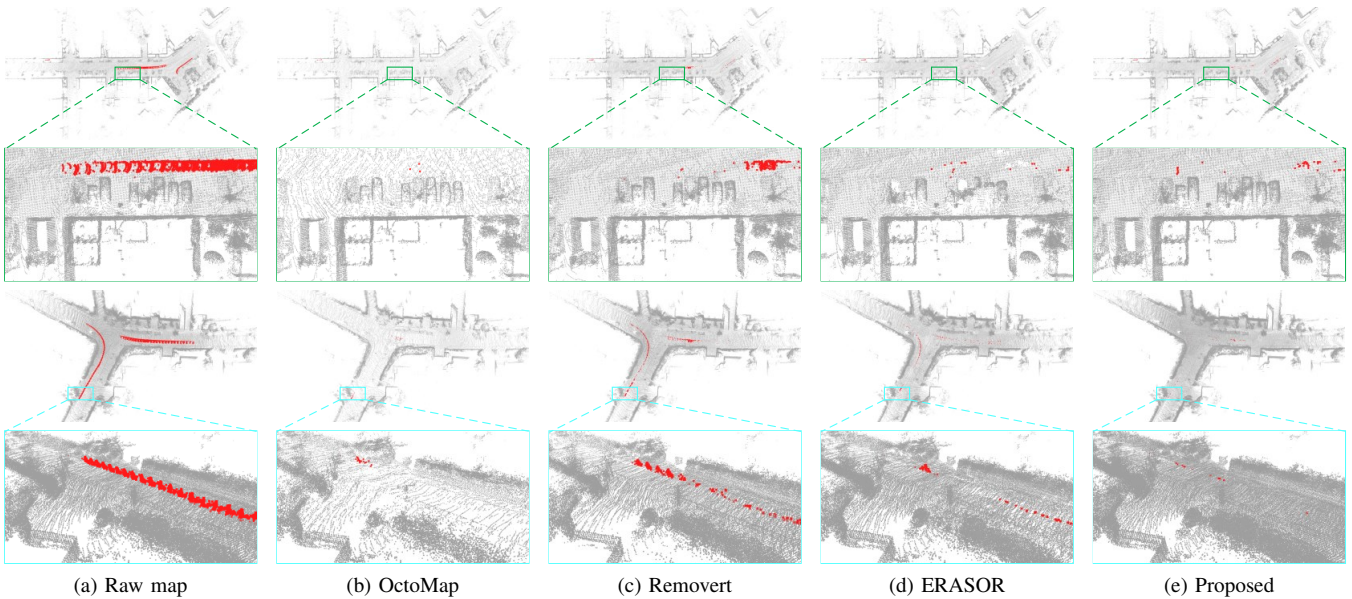 (a) Raw map
(b) OctoMap
(c) Removert
(d) ERASOR
(e) Proposed